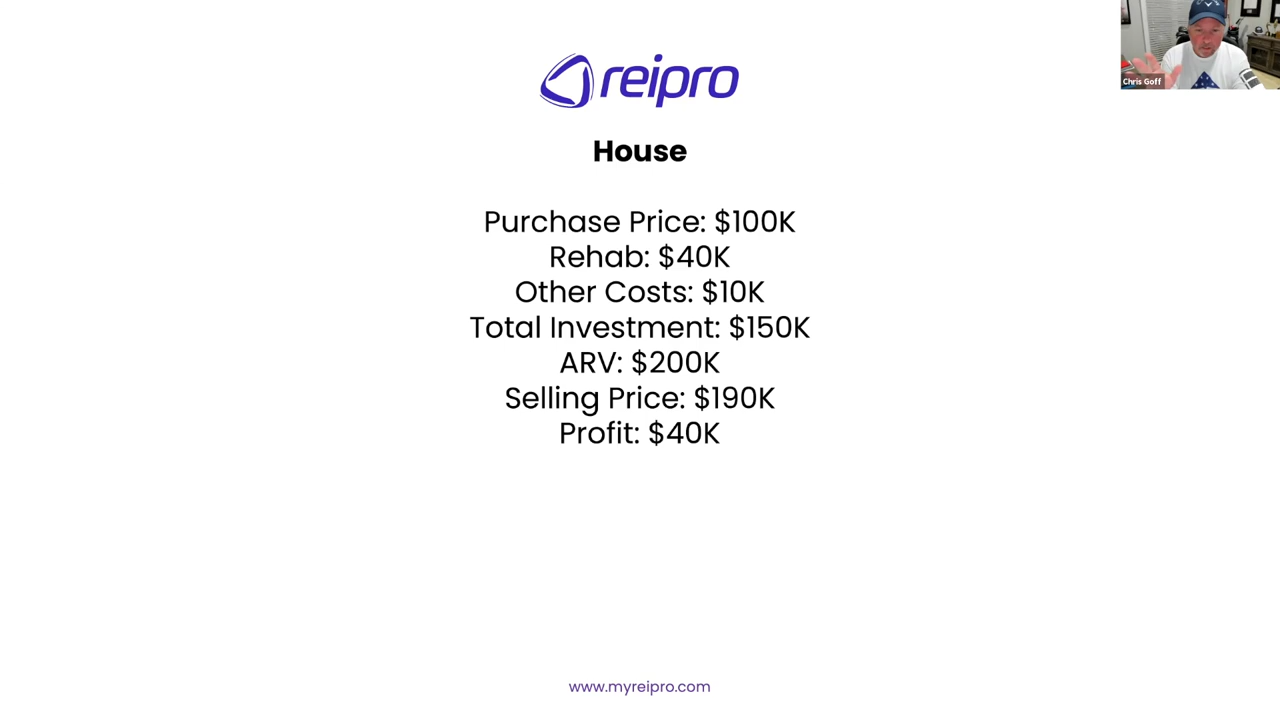 reipro
Chris Goff
House
Purchase Price: $100K
Rehab: $40K
Other Costs: $10K
Total Investment: $150K
ARV: $200K
Selling Price: $190K
Profit: $40K
www.myreipro.com